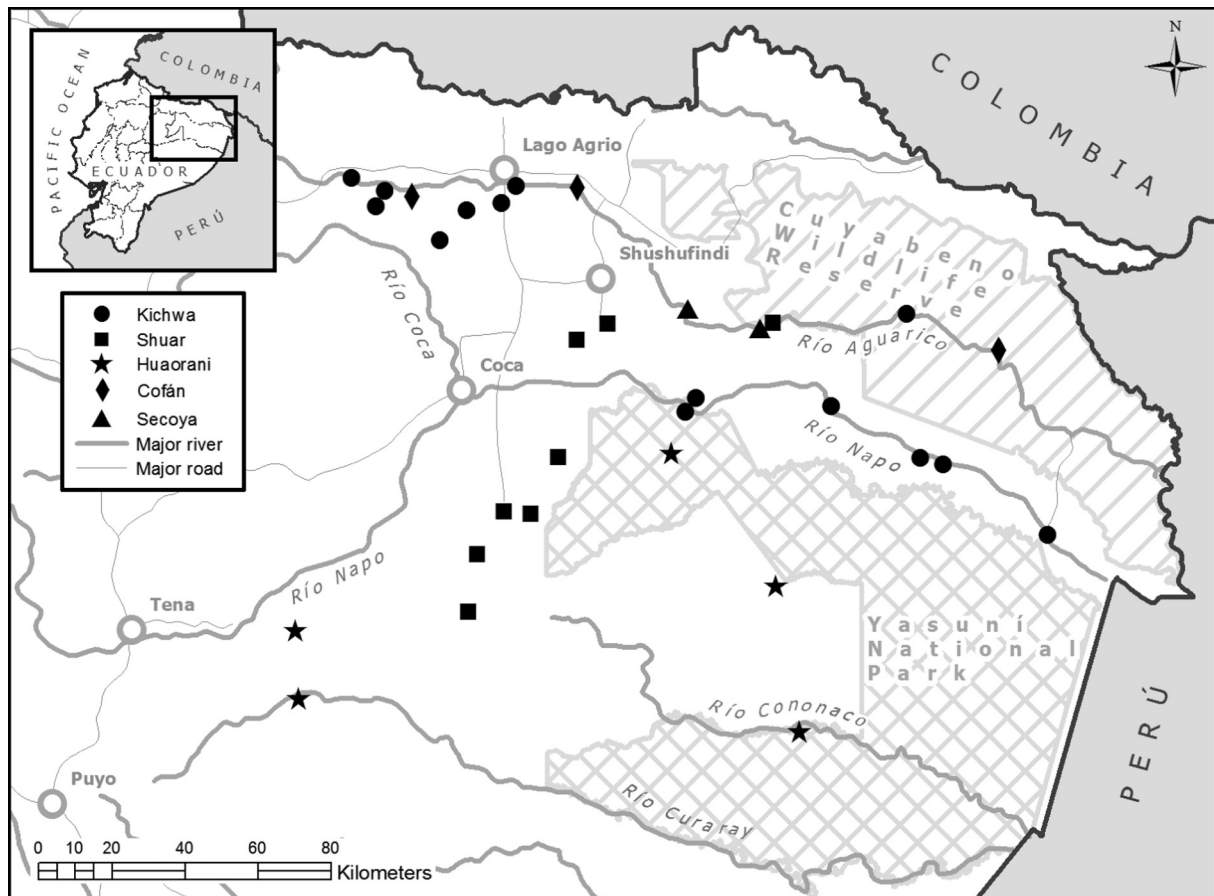 PACIFIC OCEAN
COLOMBIA
ECUADOR
PERÚ
N
COLOMBIA
Lago Agrio
Cuyabeno
Wildlife
Reserve
Shushufindi
Río Coca
Río Aguarico
Kichwa
Shuar
Huaorani
Cofán
Secoya
Major river
Major road
Coca
Río Napo
Río Napo
Tena
Yasuní
National
Park
Río Cononaco
PERÚ
Puyo
Río Curaray
0 10 20 40 60 80
Kilometers